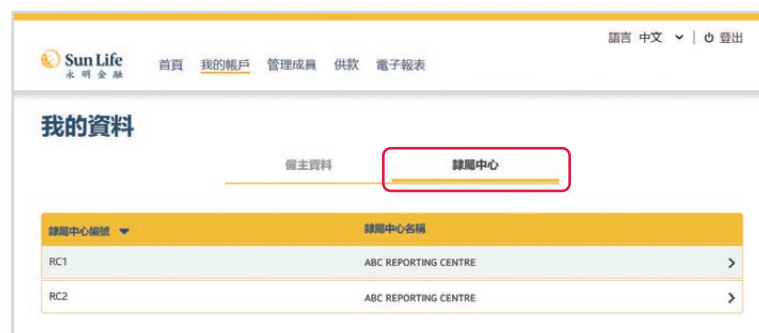 語言 中文 | 登出
Sun Life
永明金融
首頁 我的帳戶 管理成員 供款 電子報表
我的資料
僱主資料 隸屬中心
隸屬中心編號 隸屬中心名稱
RC1 ABC REPORTING CENTRE
RC2 ABC REPORTING CENTRE